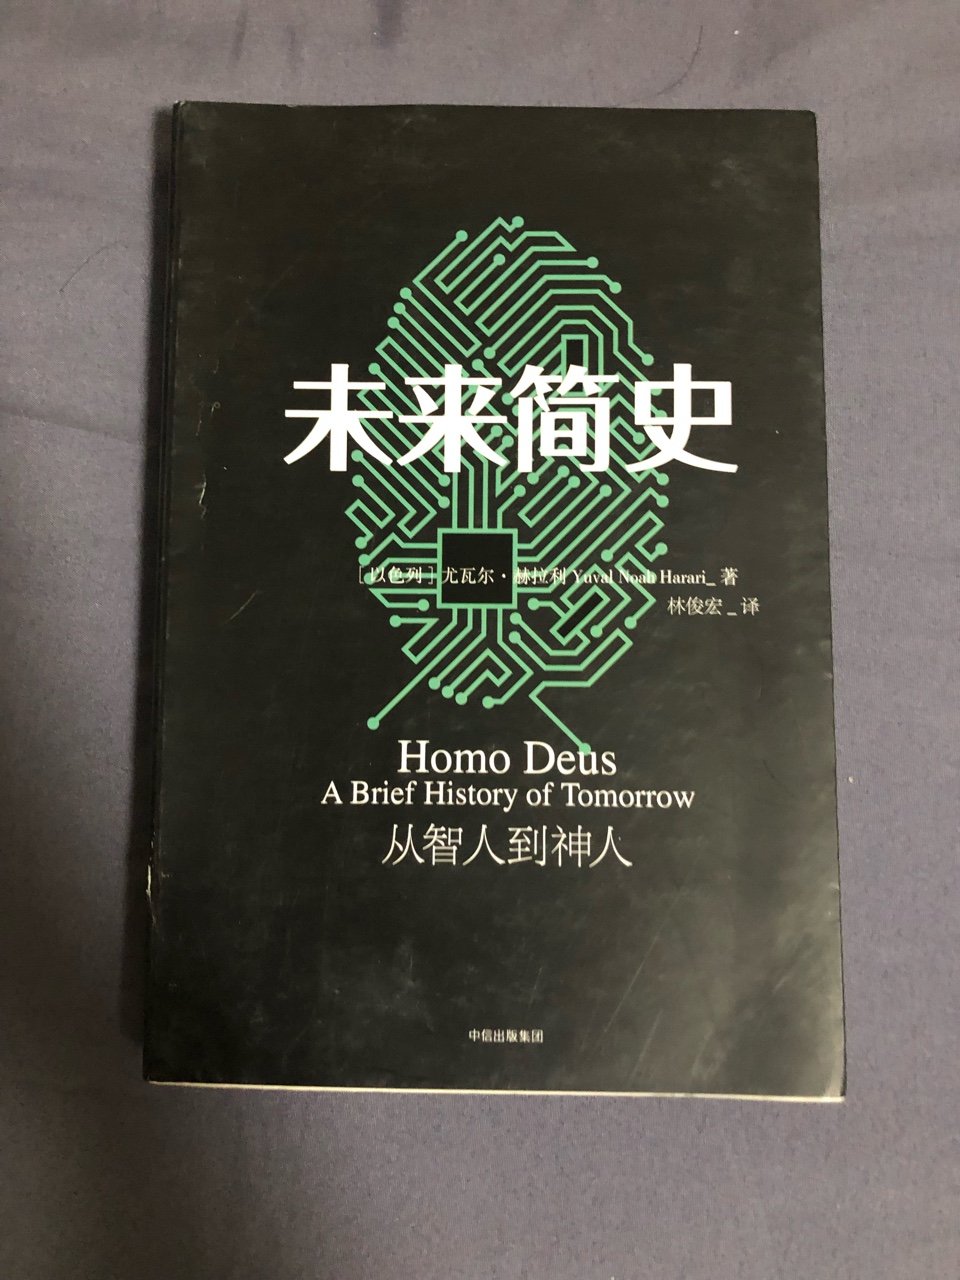 未来简史
[以色列]尤瓦尔·赫拉利 Yuval Noah Harari_著
林俊宏_译
Homo Deus
A Brief History of Tomorrow
从智人到神人
中信出版集团